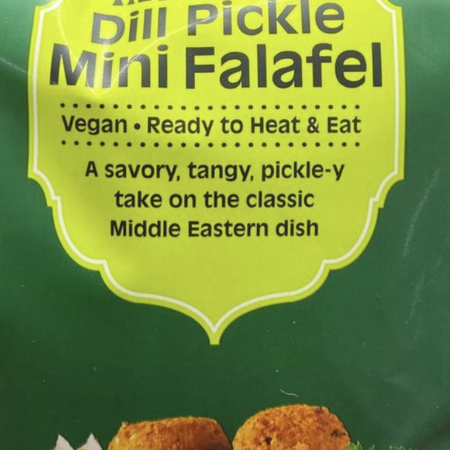 Dill Pickle
Mini Falafel
Vegan • Ready to Heat & Eat
A savory, tangy, pickle-y
take on the classic
Middle Eastern dish